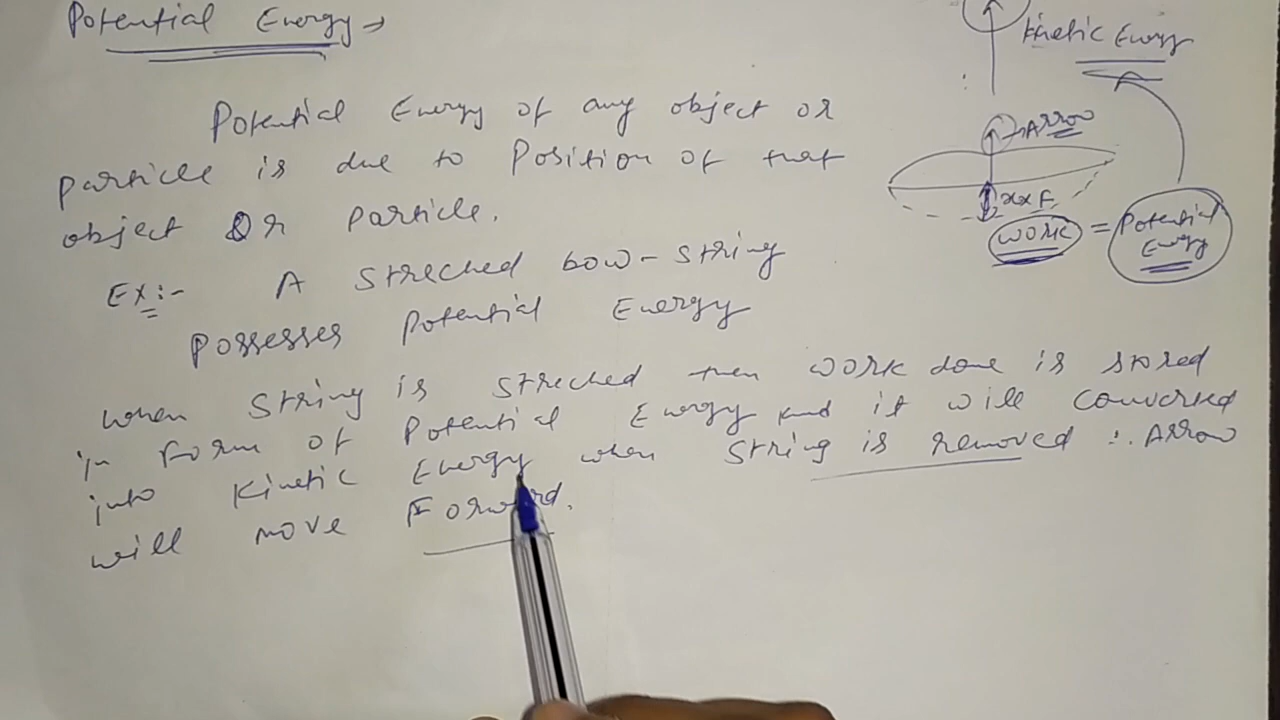 Potential Energy →
Potential Energy of any object or
particle is due to position of that
object Or particle.
Ex:- A streched bow-string
possesses potential Energy
when string is streched then work done is stored
in form of potential Energy and it will converted
into kinetic Energy when string is removed ∴ Arrow
will move Forward.
kinetic Energy
→ Arrow
F
work = potential
Energy